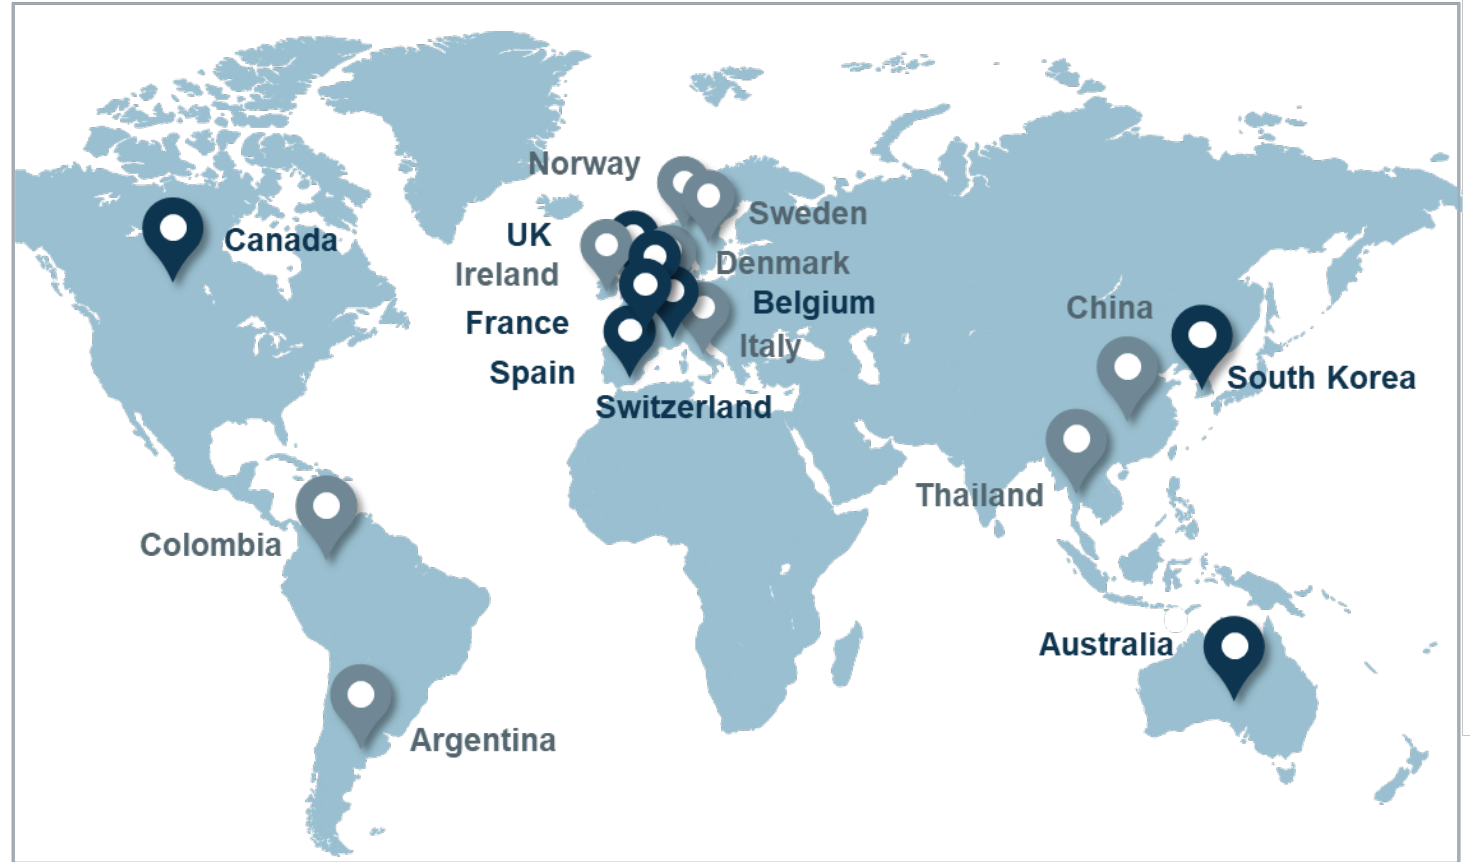 Norway
Sweden
UK
Canada
Denmark
Ireland
Belgium
China
France
Italy
Spain
South Korea
Switzerland
Thailand
Colombia
Australia
Argentina